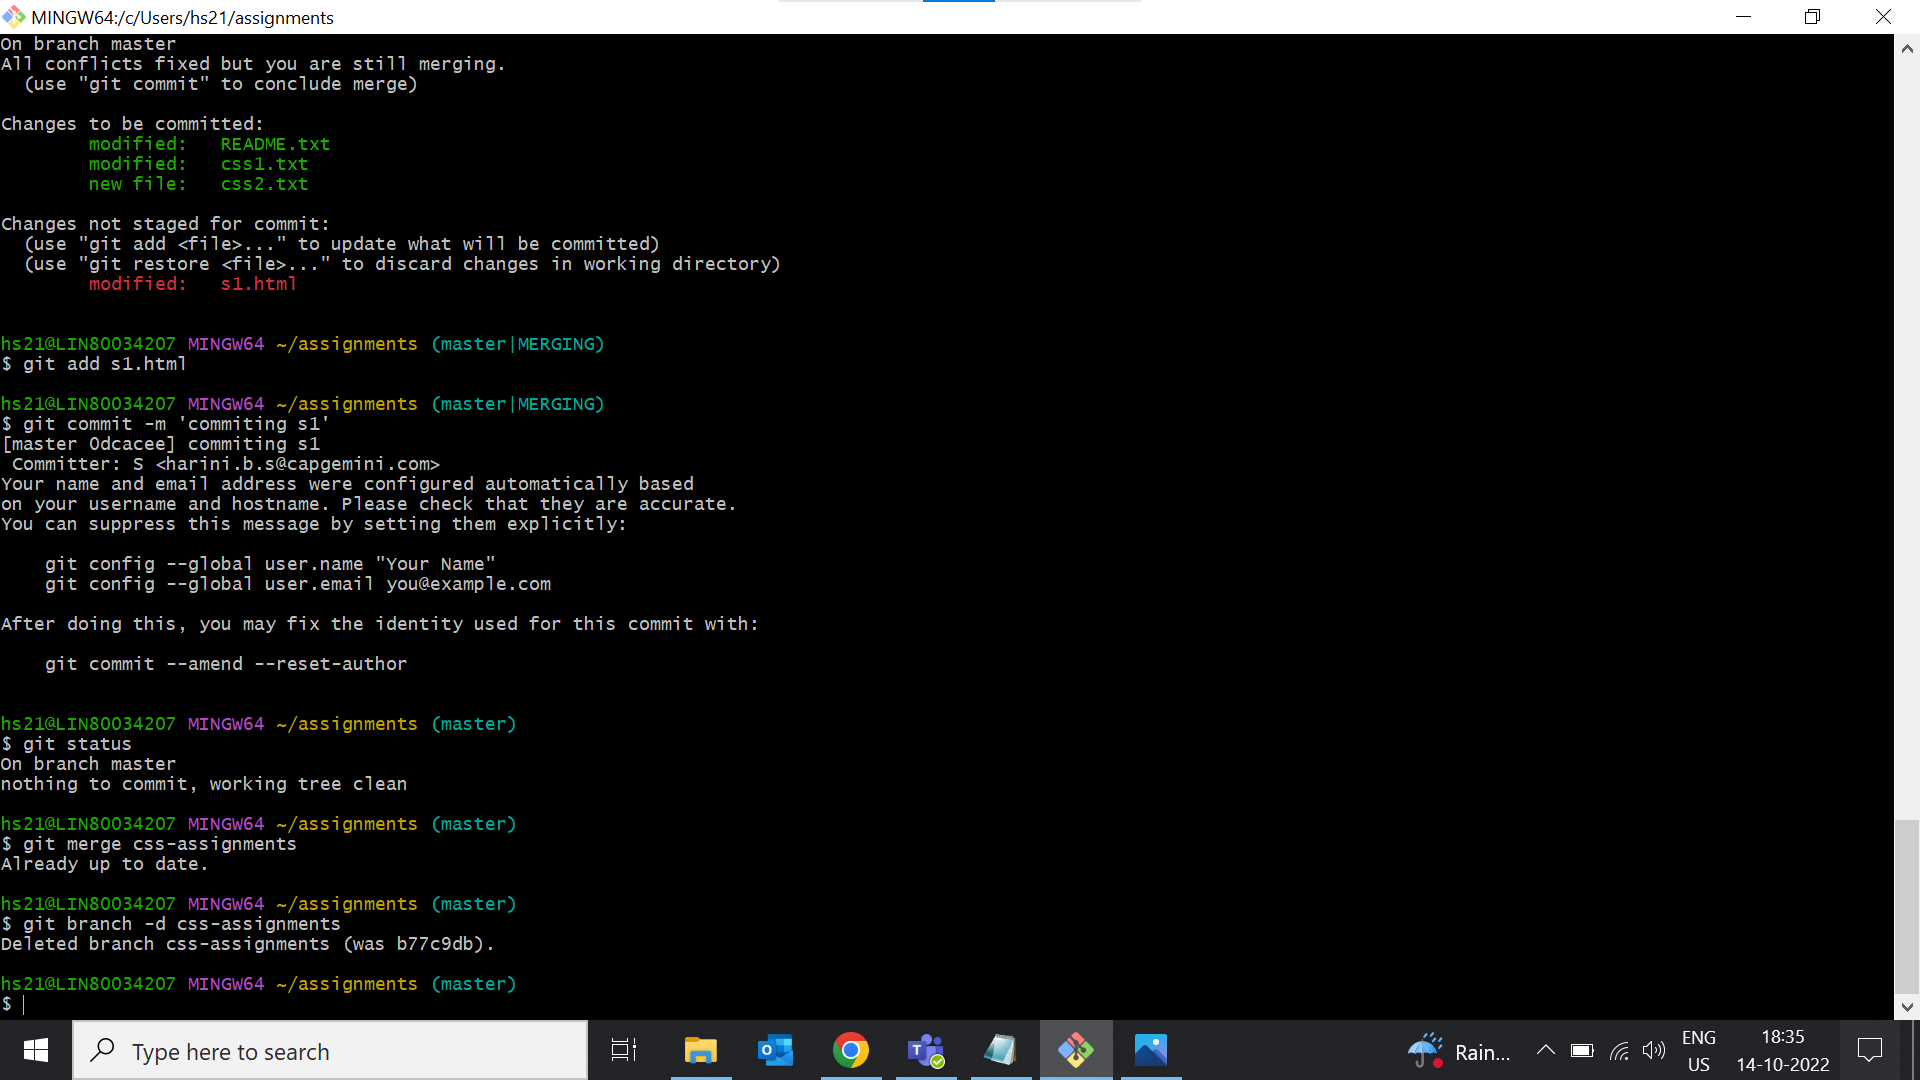 MINGW64:/c/Users/hs21/assignments
On branch master
All conflicts fixed but you are still merging.
  (use "git commit" to conclude merge)

Changes to be committed:
        modified:   README.txt
        modified:   css1.txt
        new file:   css2.txt

Changes not staged for commit:
  (use "git add <file>..." to update what will be committed)
  (use "git restore <file>..." to discard changes in working directory)
        modified:   s1.html

hs21@LIN80034207 MINGW64 ~/assignments (master|MERGING)
$ git add s1.html

hs21@LIN80034207 MINGW64 ~/assignments (master|MERGING)
$ git commit -m 'commiting s1'
[master 0dcacee] commiting s1
 Committer: S <harini.b.s@capgemini.com>
Your name and email address were configured automatically based
on your username and hostname. Please check that they are accurate.
You can suppress this message by setting them explicitly:

    git config --global user.name "Your Name"
    git config --global user.email you@example.com

After doing this, you may fix the identity used for this commit with:

    git commit --amend --reset-author

hs21@LIN80034207 MINGW64 ~/assignments (master)
$ git status
On branch master
nothing to commit, working tree clean

hs21@LIN80034207 MINGW64 ~/assignments (master)
$ git merge css-assignments
Already up to date.

hs21@LIN80034207 MINGW64 ~/assignments (master)
$ git branch -d css-assignments
Deleted branch css-assignments (was b77c9db).

hs21@LIN80034207 MINGW64 ~/assignments (master)
$
Type here to search
Rain...
ENG
US
18:35
14-10-2022